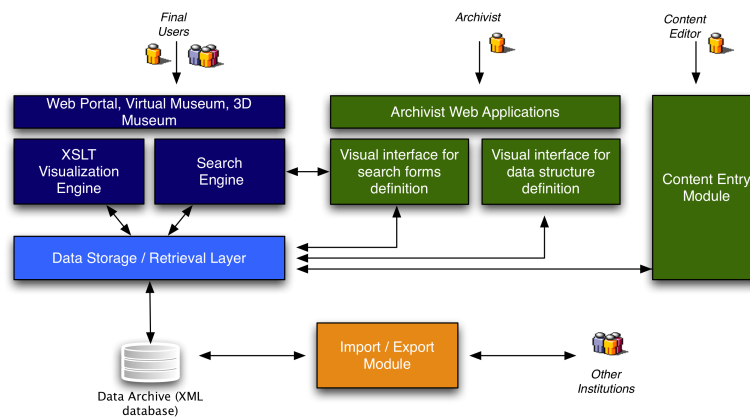 Final
Users
Archivist
Content
Editor
Web Portal, Virtual Museum, 3D
Museum
Archivist Web Applications
XSLT
Visualization
Engine
Search
Engine
Visual interface for
search forms
definition
Visual interface for
data structure
definition
Content Entry
Module
Data Storage / Retrieval Layer
Import / Export
Module
Data Archive (XML
database)
Other
Institutions